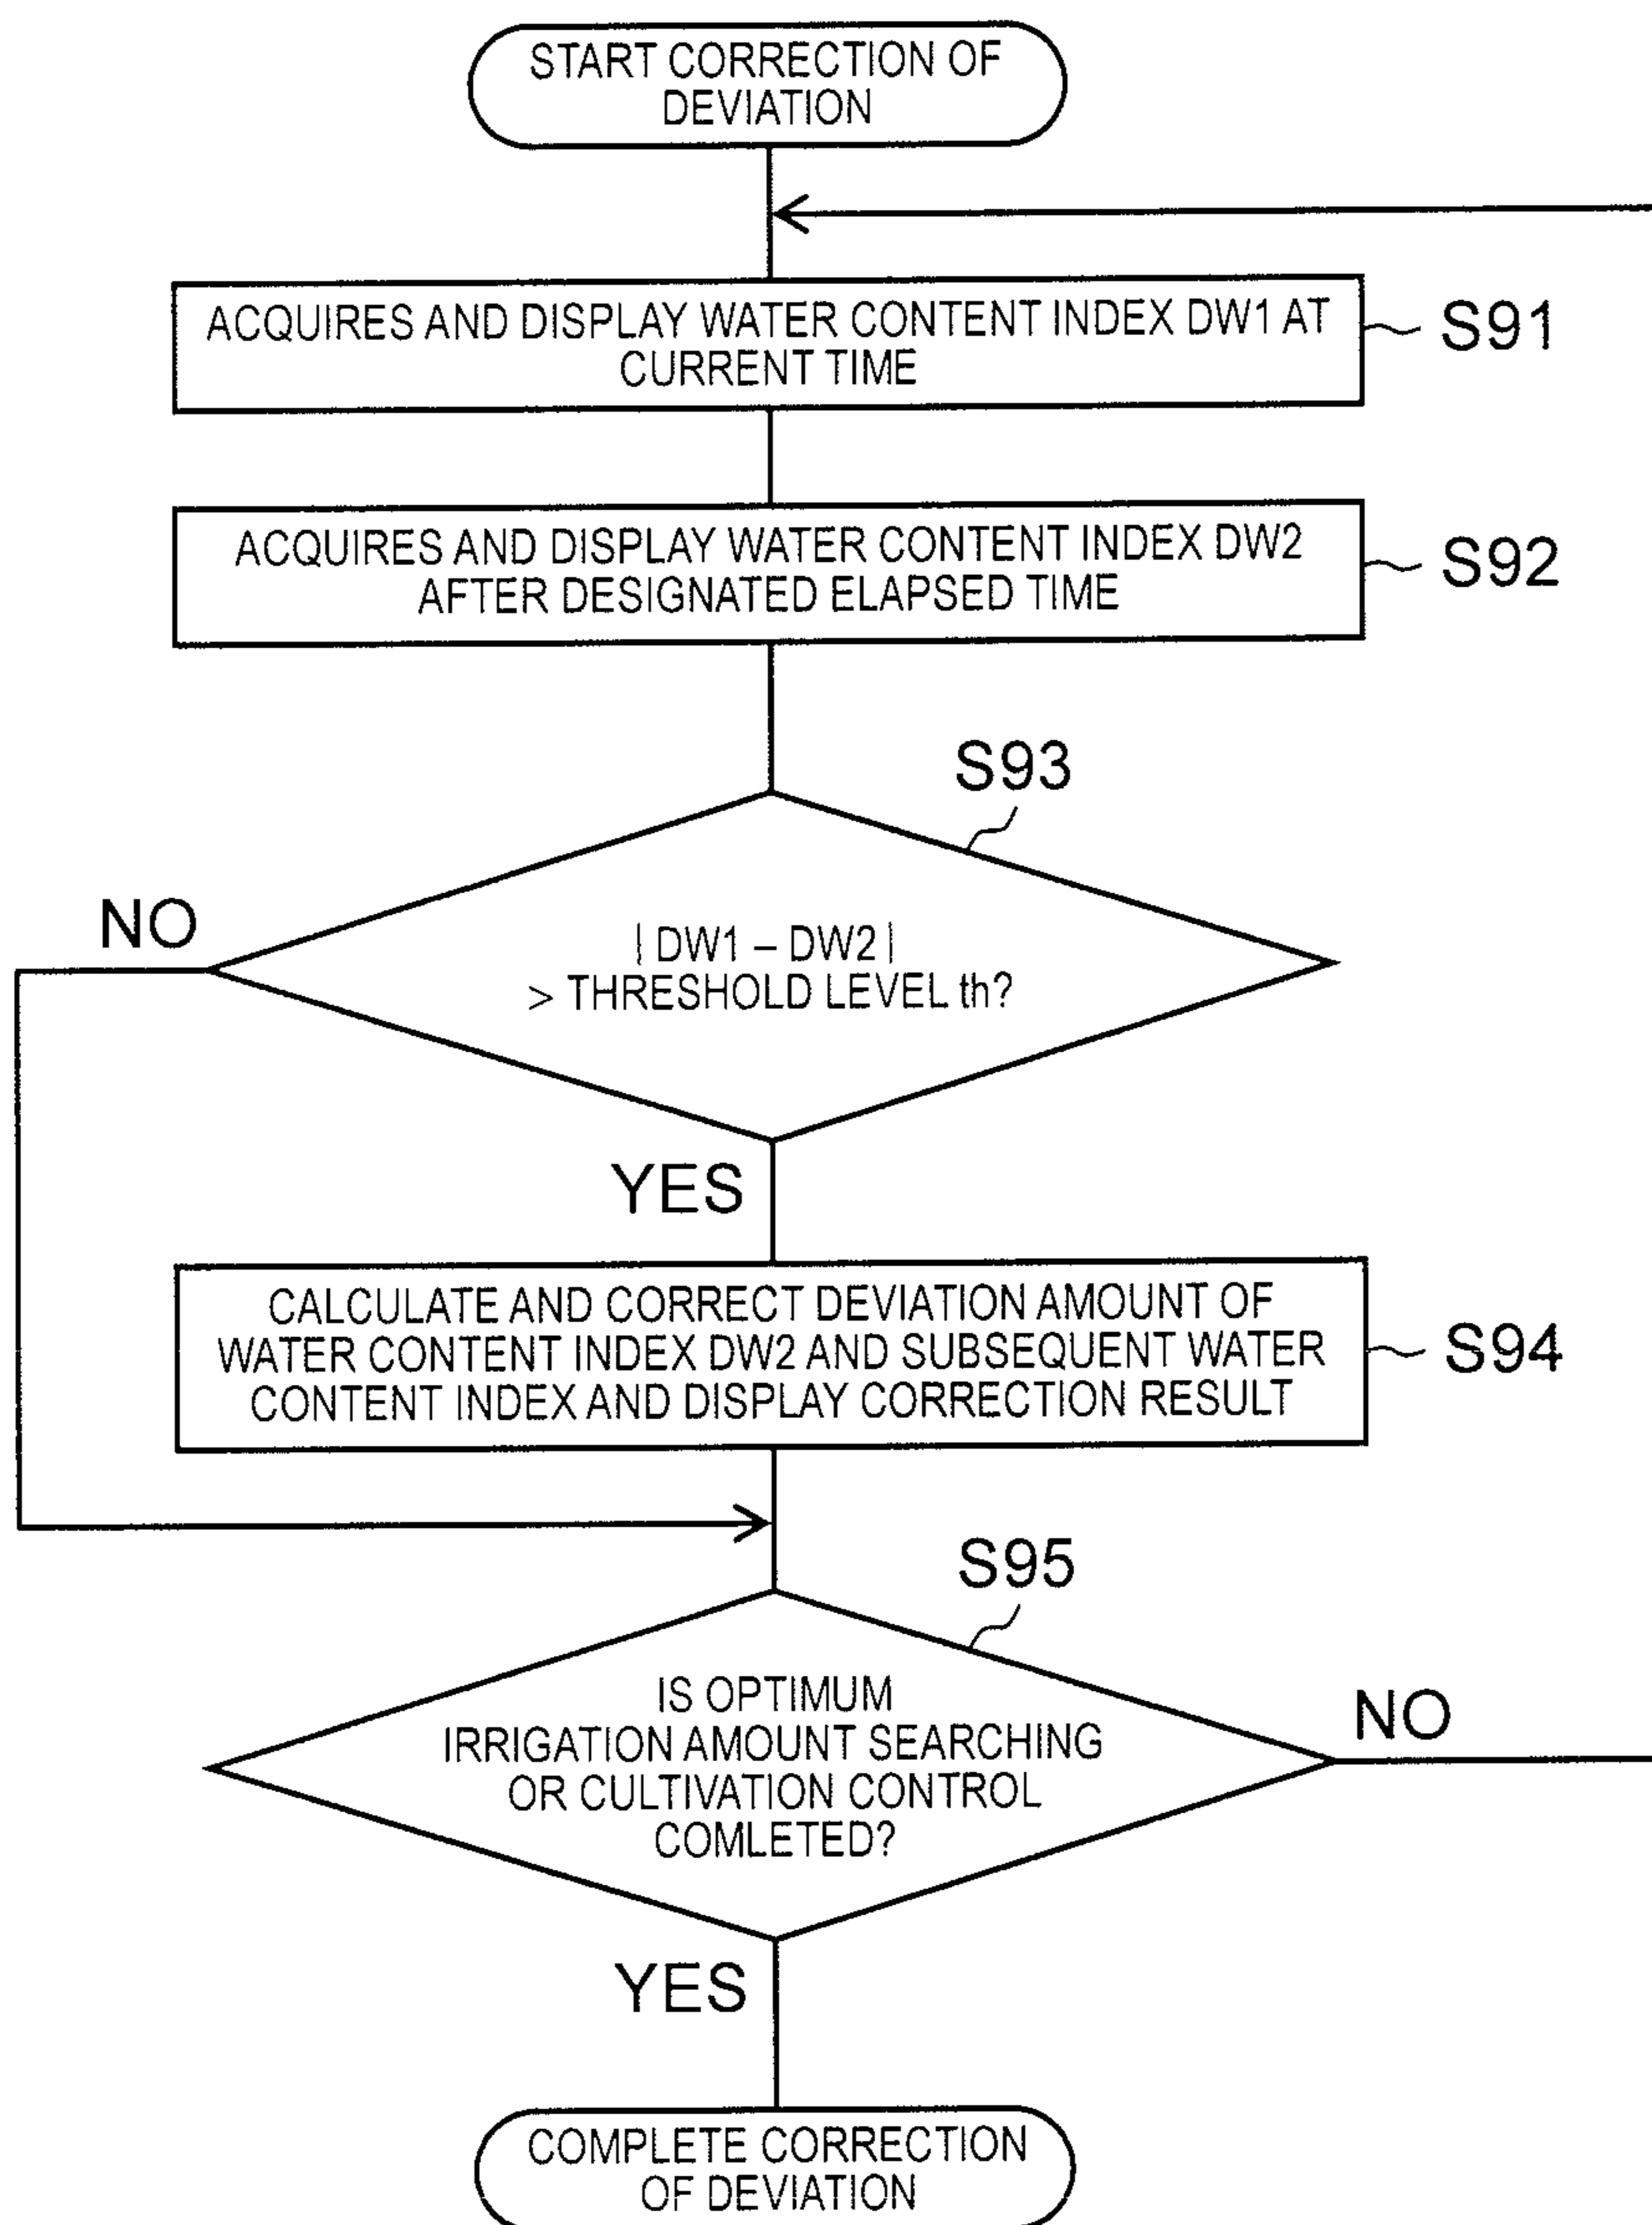 START CORRECTION OF
DEVIATION
ACQUIRES AND DISPLAY WATER CONTENT INDEX DW1 AT
CURRENT TIME
S91
ACQUIRES AND DISPLAY WATER CONTENT INDEX DW2
AFTER DESIGNATED ELAPSED TIME
S92
S93
NO
| DW1 – DW2 |
> THRESHOLD LEVEL th?
YES
CALCULATE AND CORRECT DEVIATION AMOUNT OF
WATER CONTENT INDEX DW2 AND SUBSEQUENT WATER
CONTENT INDEX AND DISPLAY CORRECTION RESULT
S94
S95
IS OPTIMUM
IRRIGATION AMOUNT SEARCHING
OR CULTIVATION CONTROL
COMLETED?
NO
YES
COMPLETE CORRECTION
OF DEVIATION